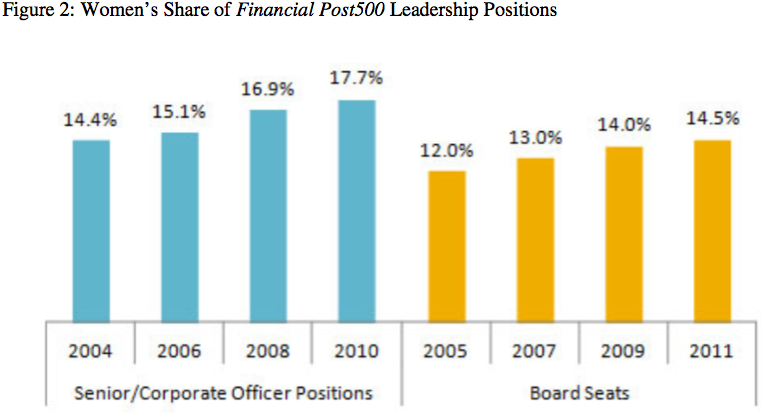 Figure 2: Women’s Share of Financial Post500 Leadership Positions
14.4% 15.1% 16.9% 17.7% 12.0% 13.0% 14.0% 14.5%
2004 2006 2008 2010 2005 2007 2009 2011
Senior/Corporate Officer Positions Board Seats